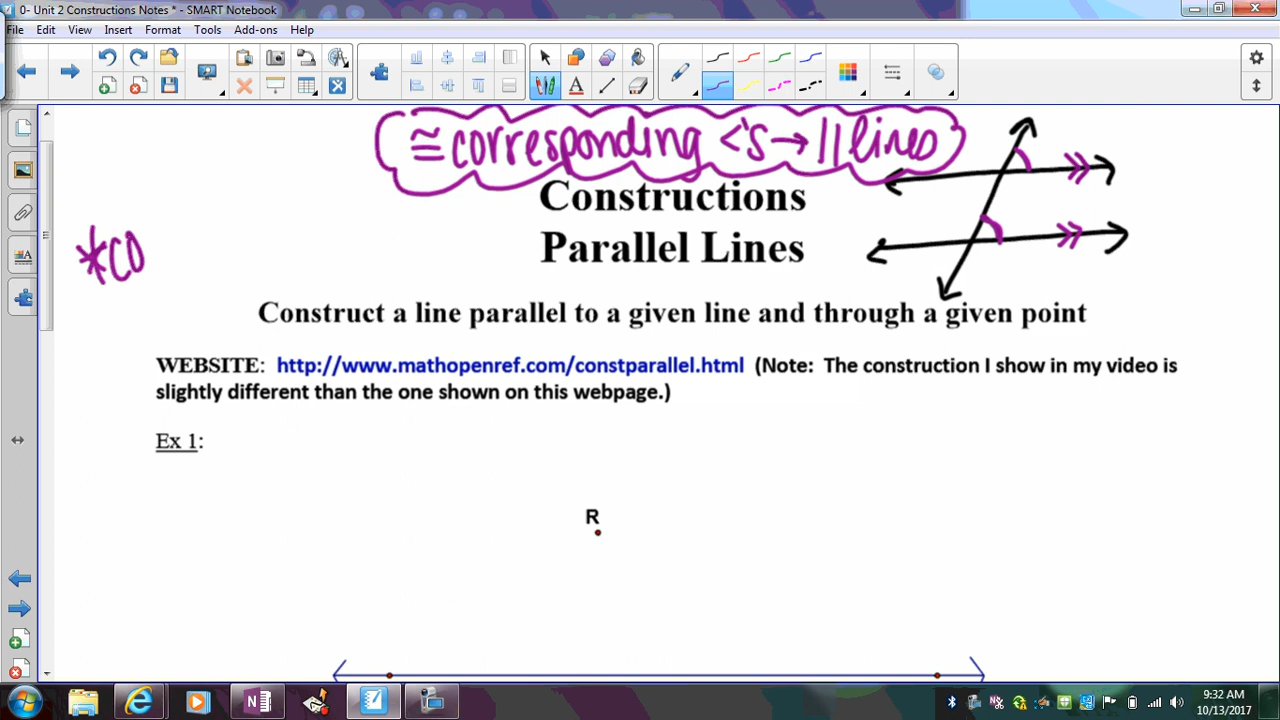 0- Unit 2 Constructions Notes * - SMART Notebook
File Edit View Insert Format Tools Add-ons Help
≅ corresponding <'s → || lines
Constructions
Parallel Lines
*CO
Construct a line parallel to a given line and through a given point
WEBSITE: http://www.mathopenref.com/constparallel.html (Note: The construction I show in my video is
slightly different than the one shown on this webpage.)
Ex 1:
R
9:32 AM
10/13/2017